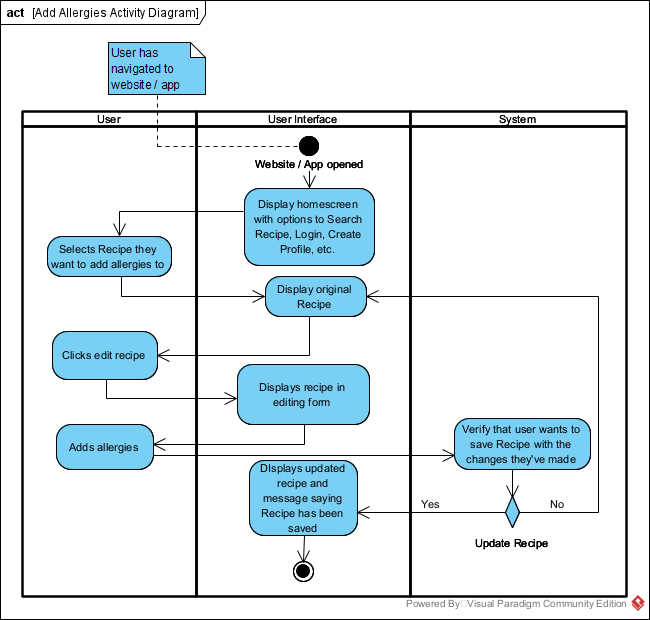 act [Add Allergies Activity Diagram]
User has
navigated to
website / app
User
User Interface
System
Website / App opened
Display homescreen
with options to Search
Recipe, Login, Create
Profile, etc.
Selects Recipe they
want to add allergies to
Display original
Recipe
Clicks edit recipe
Displays recipe in
editing form
Adds allergies
Verify that user wants to
save Recipe with the
changes they've made
DIsplays updated
recipe and
message saying
Recipe has been
saved
Yes
No
Update Recipe
Powered By Visual Paradigm Community Edition